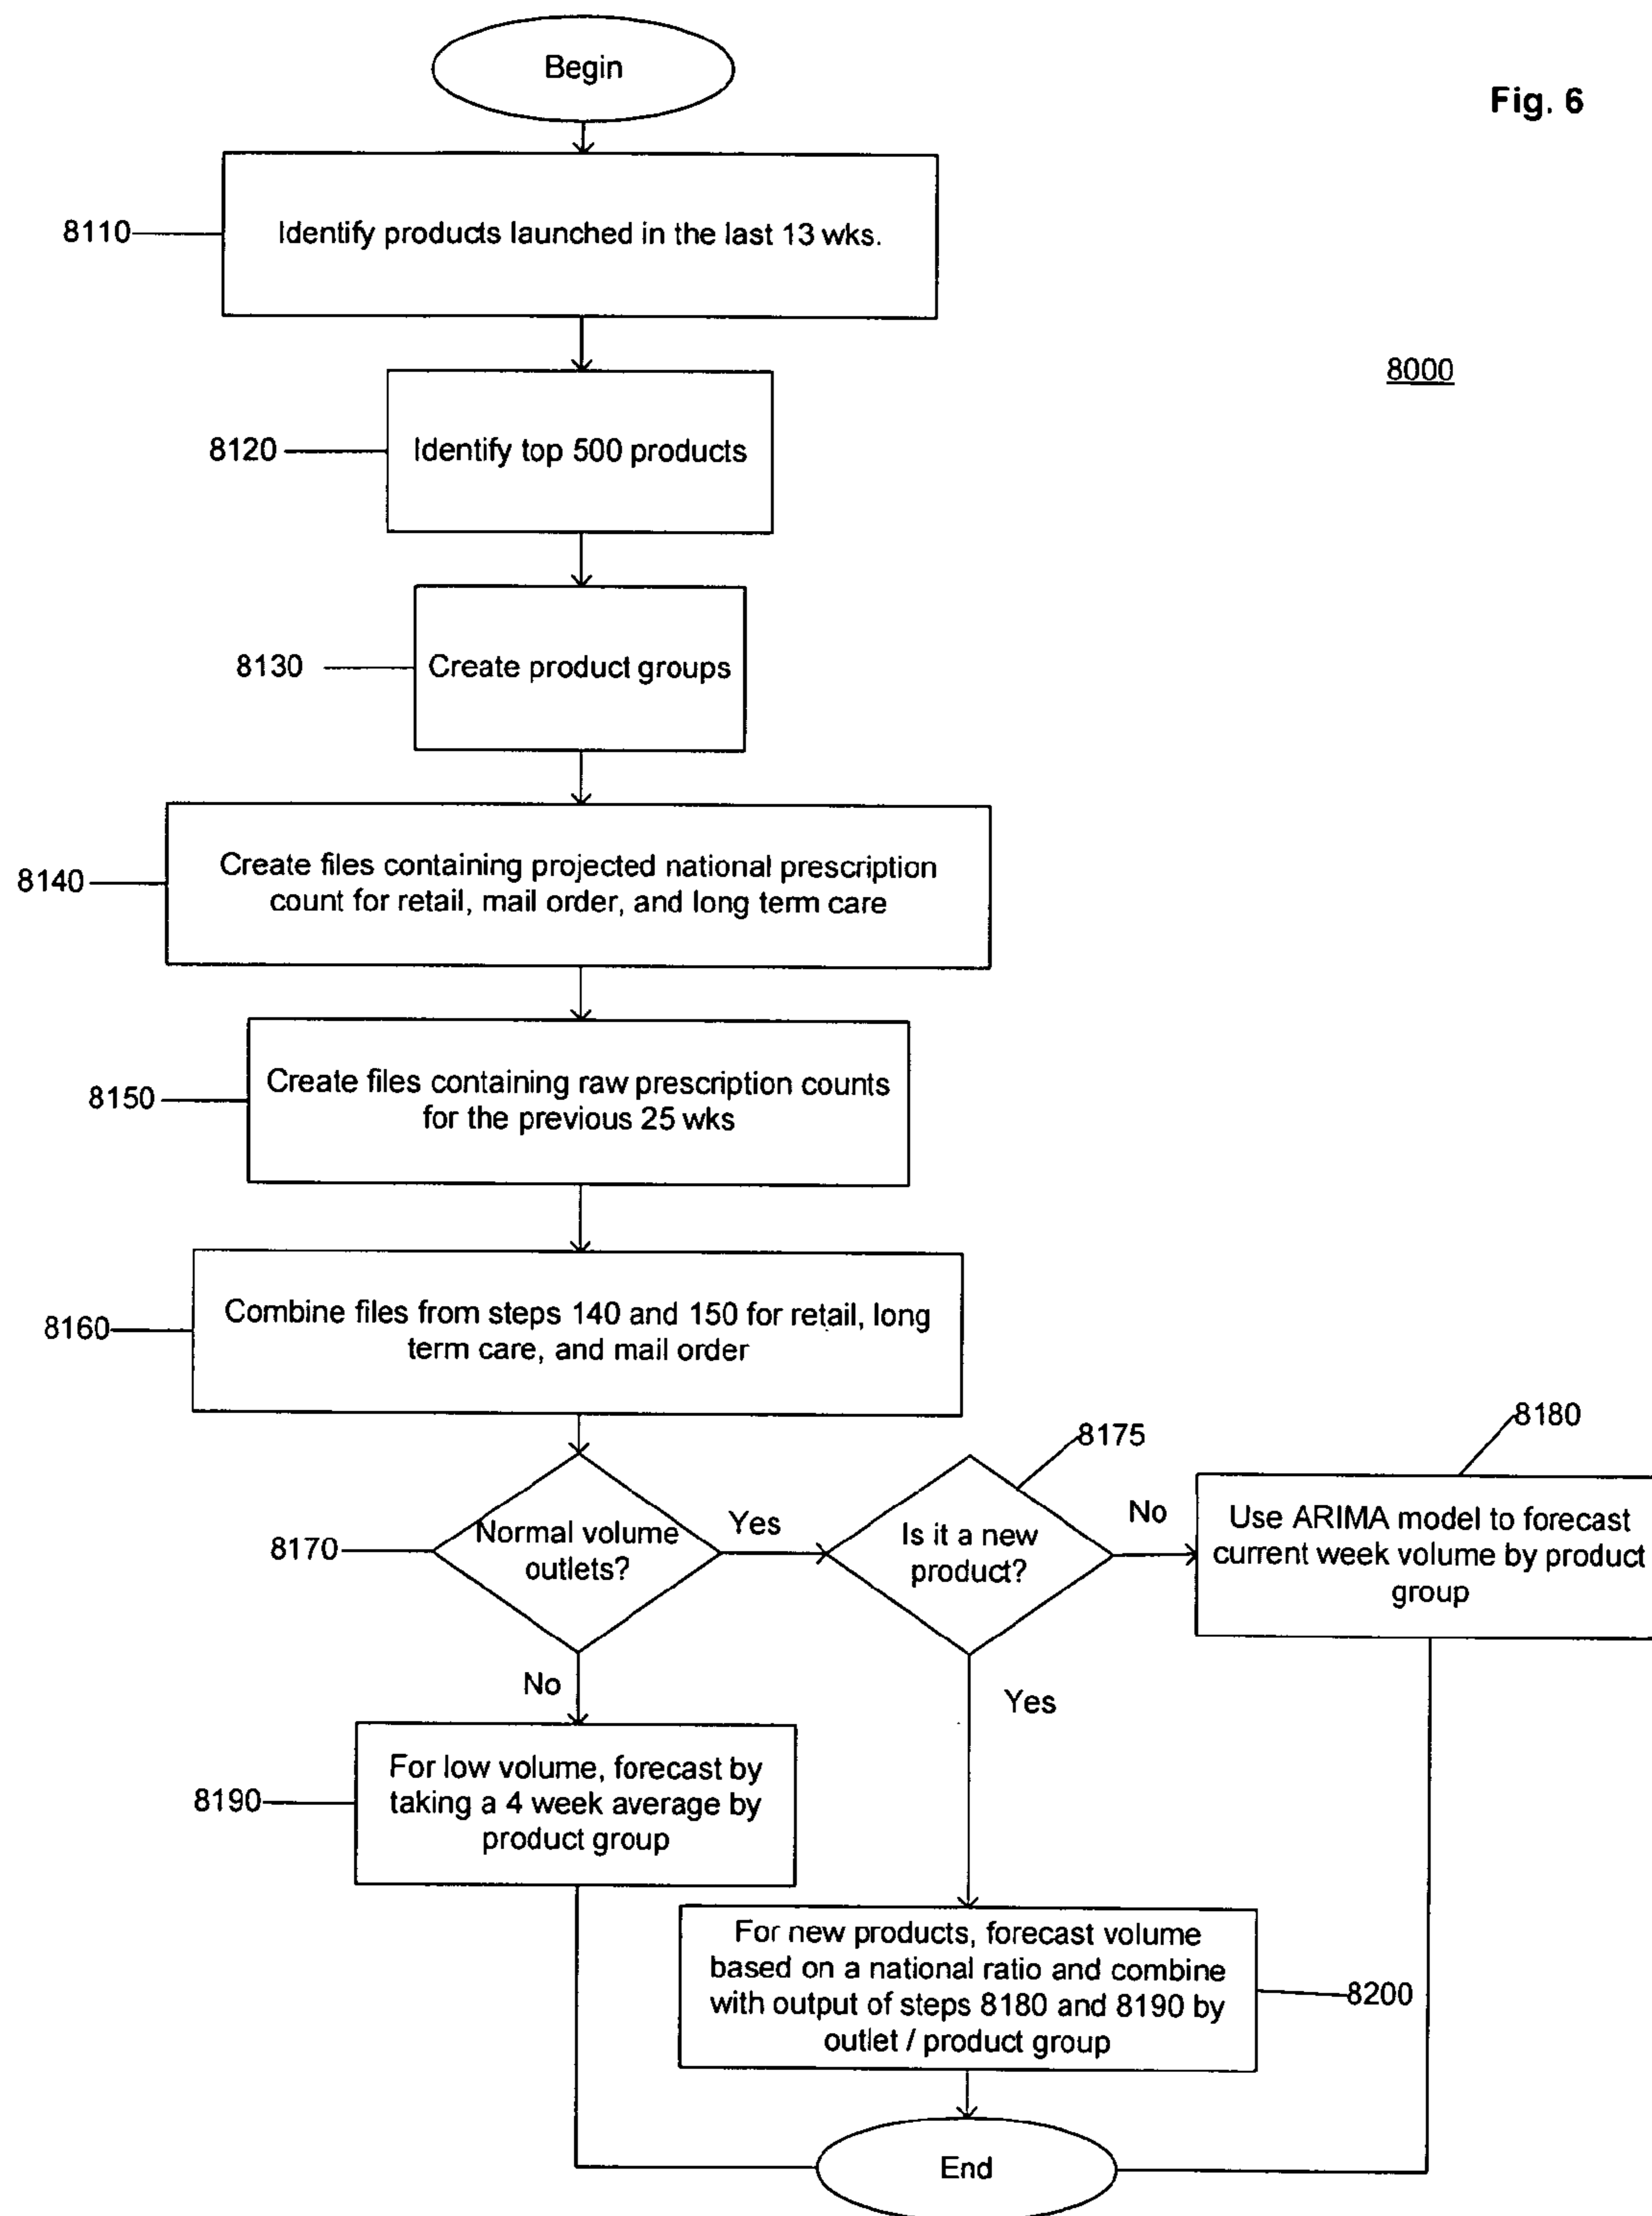 Begin
Fig. 6
8110
Identify products launched in the last 13 wks.
8000
8120
Identify top 500 products
8130
Create product groups
8140
Create files containing projected national prescription
count for retail, mail order, and long term care
8150
Create files containing raw prescription counts
for the previous 25 wks
8160
Combine files from steps 140 and 150 for retail, long
term care, and mail order
8170
Normal volume
outlets?
Yes
8175
Is it a new
product?
No
8180
Use ARIMA model to forecast
current week volume by product
group
No
Yes
8190
For low volume, forecast by
taking a 4 week average by
product group
For new products, forecast volume
based on a national ratio and combine
with output of steps 8180 and 8190 by
outlet / product group
8200
End